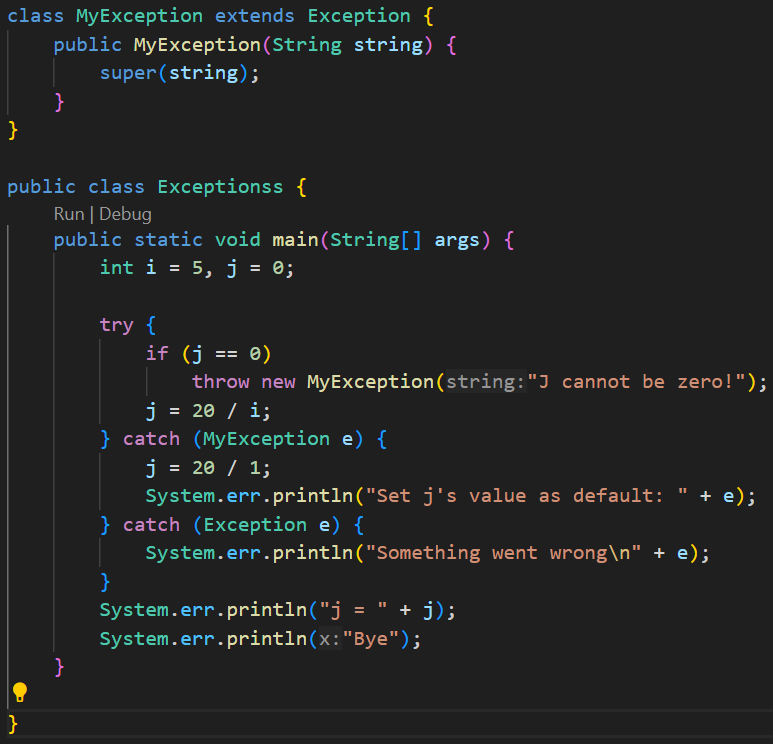 class MyException extends Exception {
    public MyException(String string) {
        super(string);
    }
}

public class Exceptionss {
    Run | Debug
    public static void main(String[] args) {
        int i = 5, j = 0;

        try {
            if (j == 0)
                throw new MyException(string:"J cannot be zero!");
            j = 20 / i;
        } catch (MyException e) {
            j = 20 / 1;
            System.err.println("Set j's value as default: " + e);
        } catch (Exception e) {
            System.err.println("Something went wrong\n" + e);
        }
        System.err.println("j = " + j);
        System.err.println(x:"Bye");
    }

}